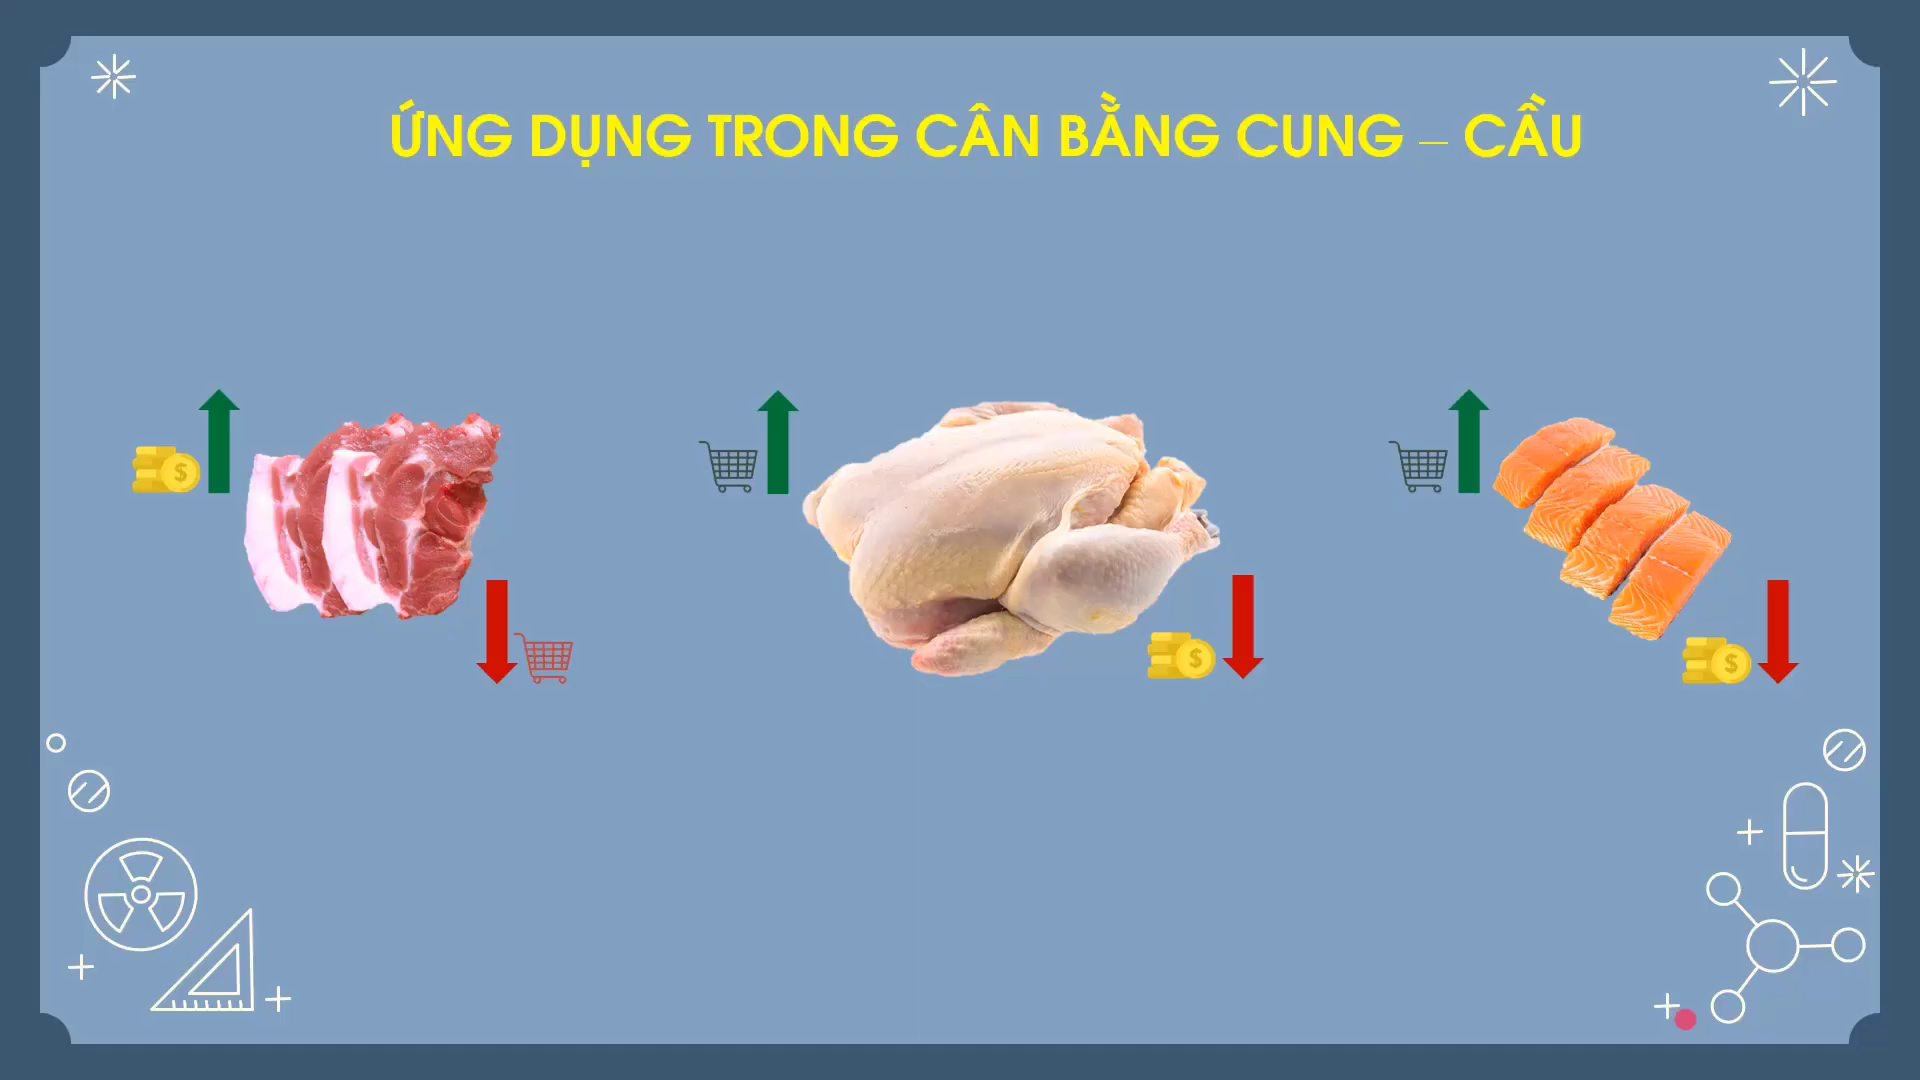 ỨNG DỤNG TRONG CÂN BẰNG CUNG – CẦU
$
$
$